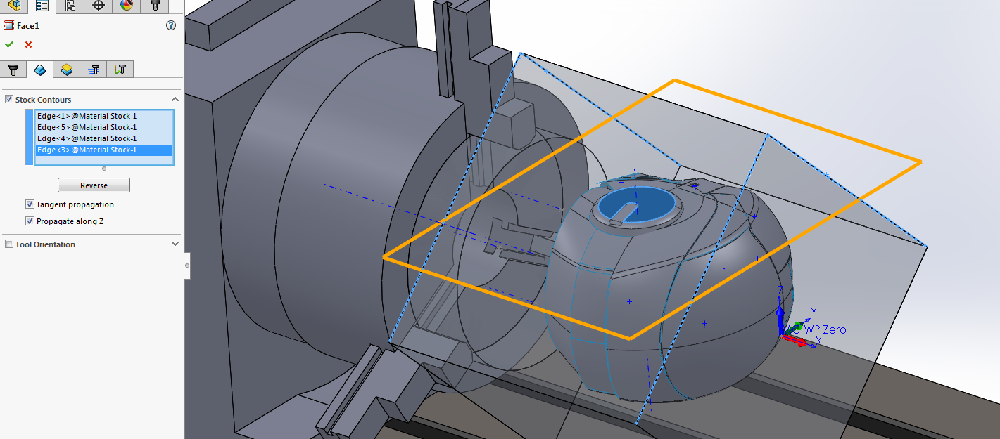 Face1
Stock Contours
Edge<1>@Material Stock-1
Edge<5>@Material Stock-1
Edge<4>@Material Stock-1
Edge<3>@Material Stock-1
Reverse
Tangent propagation
Propagate along Z
Tool Orientation
Z
Y
WP Zero
X